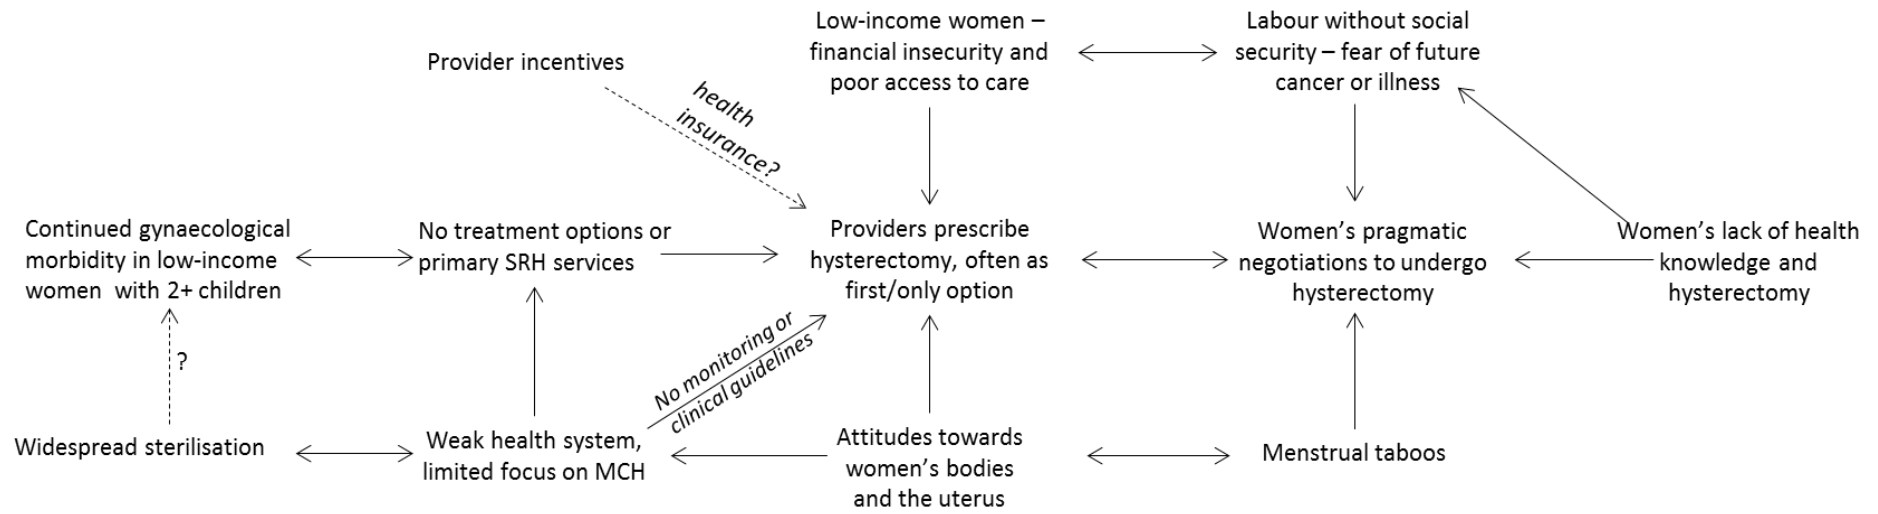 Low-income women –
financial insecurity and
poor access to care
Labour without social
security – fear of future
cancer or illness
Provider incentives
health
insurance?
Continued gynaecological
morbidity in low-income
women with 2+ children
No treatment options or
primary SRH services
Providers prescribe
hysterectomy, often as
first/only option
Women’s pragmatic
negotiations to undergo
hysterectomy
Women’s lack of health
knowledge and
hysterectomy
?
No monitoring or
clinical guidelines
Widespread sterilisation
Weak health system,
limited focus on MCH
Attitudes towards
women’s bodies
and the uterus
Menstrual taboos